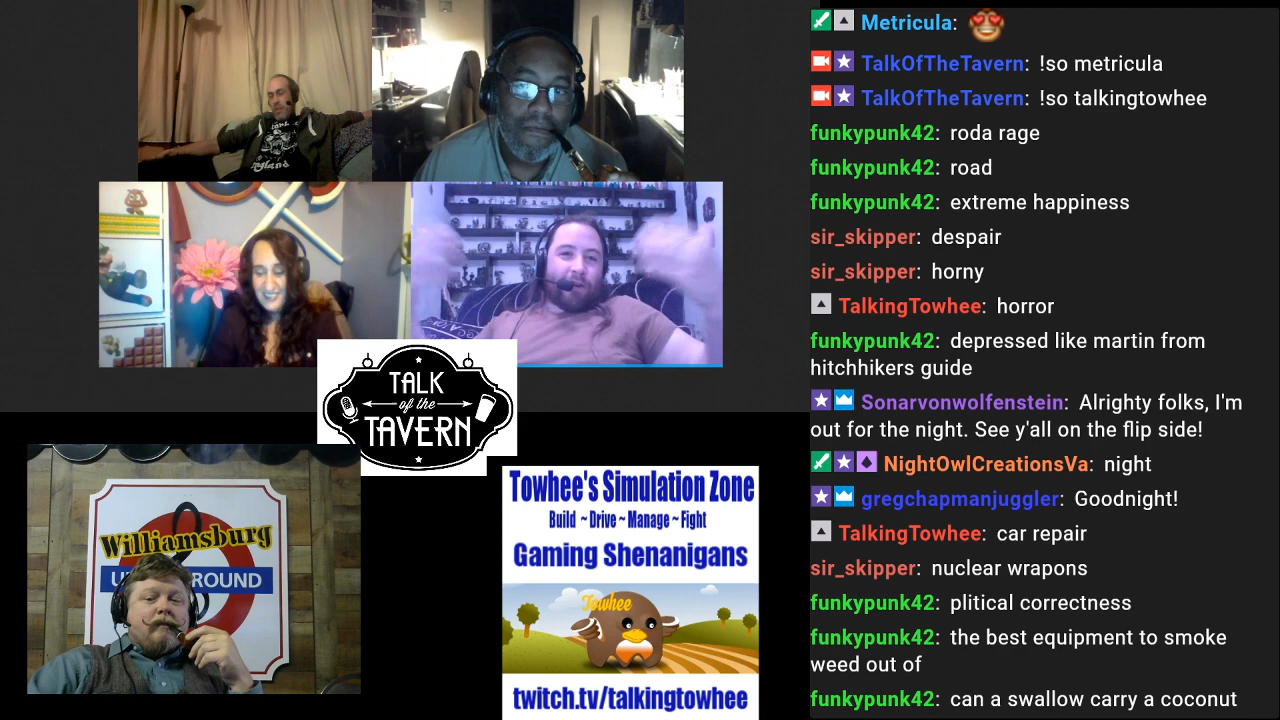 TALK
of the
TAVERN
Williamsburg
ROUND
Towhee's Simulation Zone
Build ~ Drive ~ Manage ~ Fight
Gaming Shenanigans
Towhee
twitch.tv/talkingtowhee
Metricula:
TalkOfTheTavern: !so metricula
TalkOfTheTavern: !so talkingtowhee
funkypunk42: roda rage
funkypunk42: road
funkypunk42: extreme happiness
sir_skipper: despair
sir_skipper: horny
TalkingTowhee: horror
funkypunk42: depressed like martin from
hitchhikers guide
Sonarvonwolfenstein: Alrighty folks, I'm
out for the night. See y'all on the flip side!
NightOwlCreationsVa: night
gregchapmanjuggler: Goodnight!
TalkingTowhee: car repair
sir_skipper: nuclear wrapons
funkypunk42: plitical correctness
funkypunk42: the best equipment to smoke
weed out of
funkypunk42: can a swallow carry a coconut